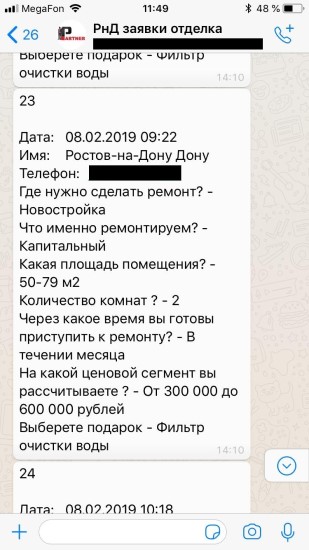 MegaFon 11:49 48 %
26 PARTNER РнД заявки отделка
Выберете подарок - Фильтр
очистки воды
14:10
23
Дата: 08.02.2019 09:22
Имя: Ростов-на-Дону Дону
Телефон:
Где нужно сделать ремонт? -
Новостройка
Что именно ремонтируем? -
Капитальный
Какая площадь помещения? -
50-79 м2
Количество комнат ? - 2
Через какое время вы готовы
приступить к ремонту? - В
течении месяца
На какой ценовой сегмент вы
рассчитываете ? - От 300 000 до
600 000 рублей
Выберете подарок - Фильтр
очистки воды
14:10
24
Дата: 08.02.2019 10:18